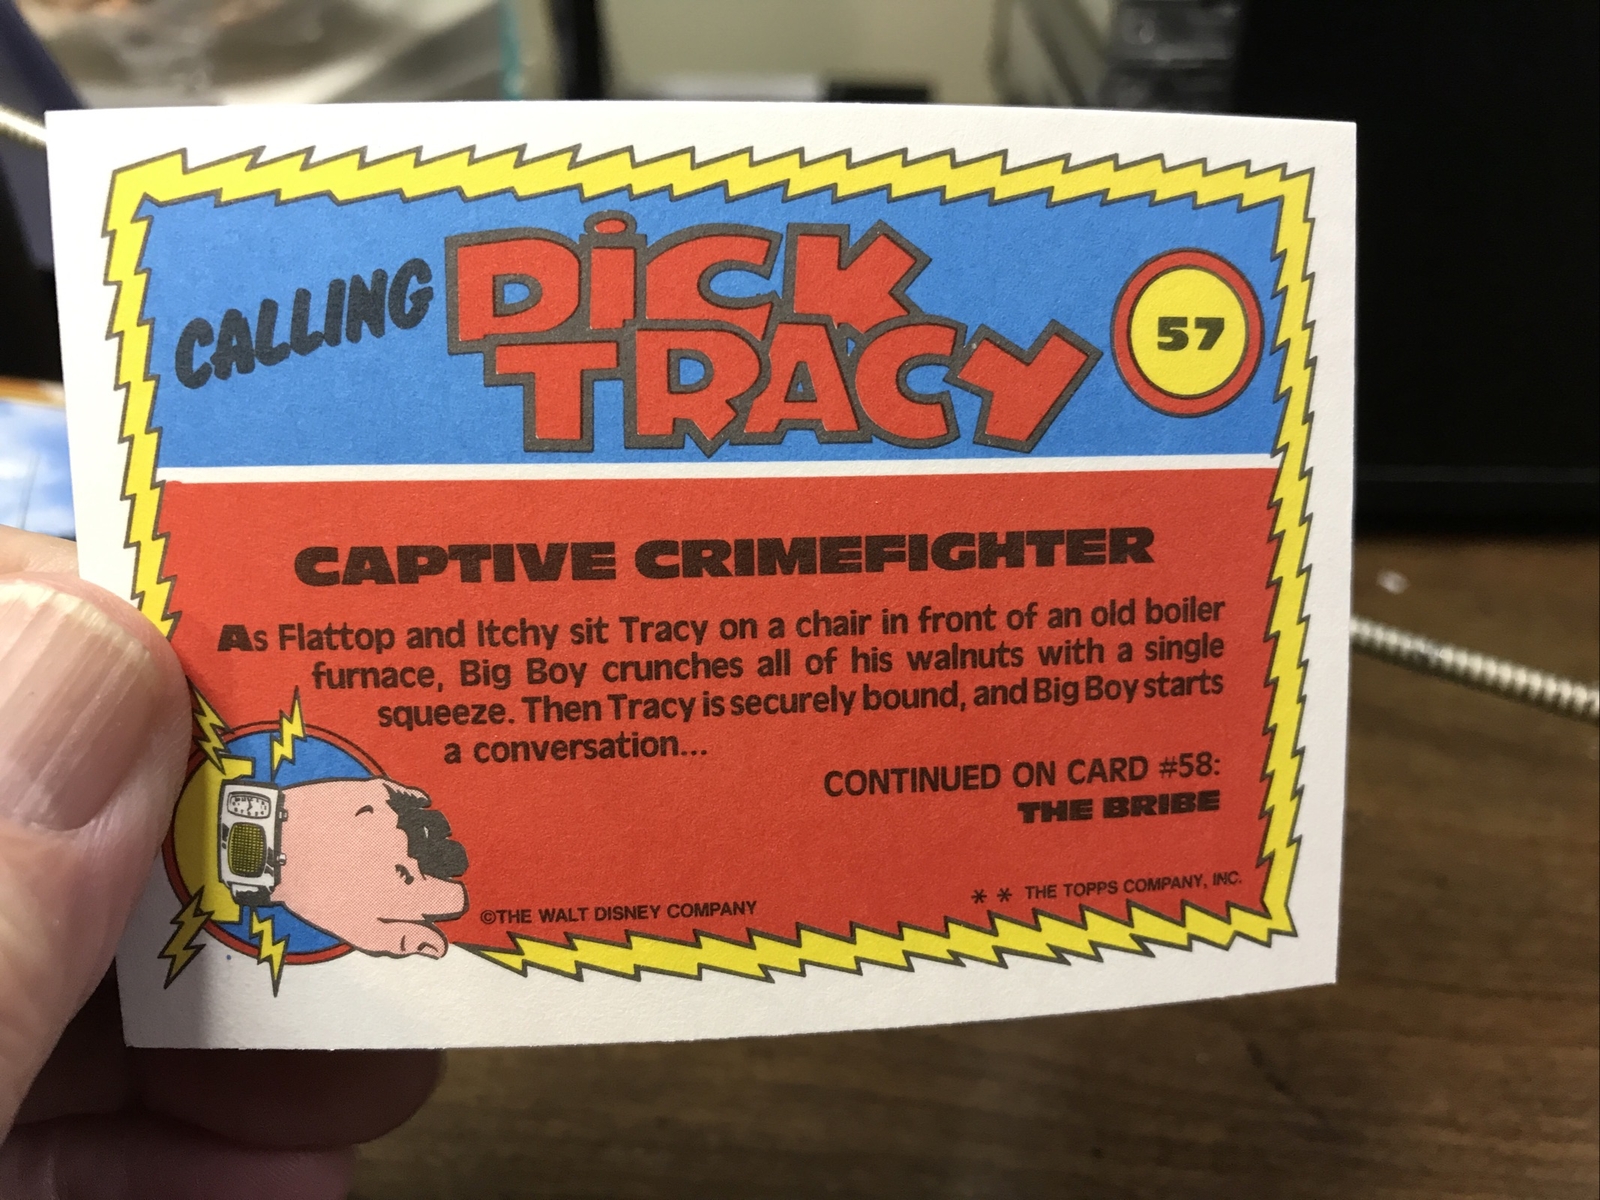 CALLING
DICK
TRACY
57
CAPTIVE CRIMEFIGHTER
As Flattop and Itchy sit Tracy on a chair in front of an old boiler
furnace, Big Boy crunches all of his walnuts with a single
squeeze. Then Tracy is securely bound, and Big Boy starts
a conversation...
CONTINUED ON CARD #58:
THE BRIBE
©THE WALT DISNEY COMPANY
* * THE TOPPS COMPANY, INC.